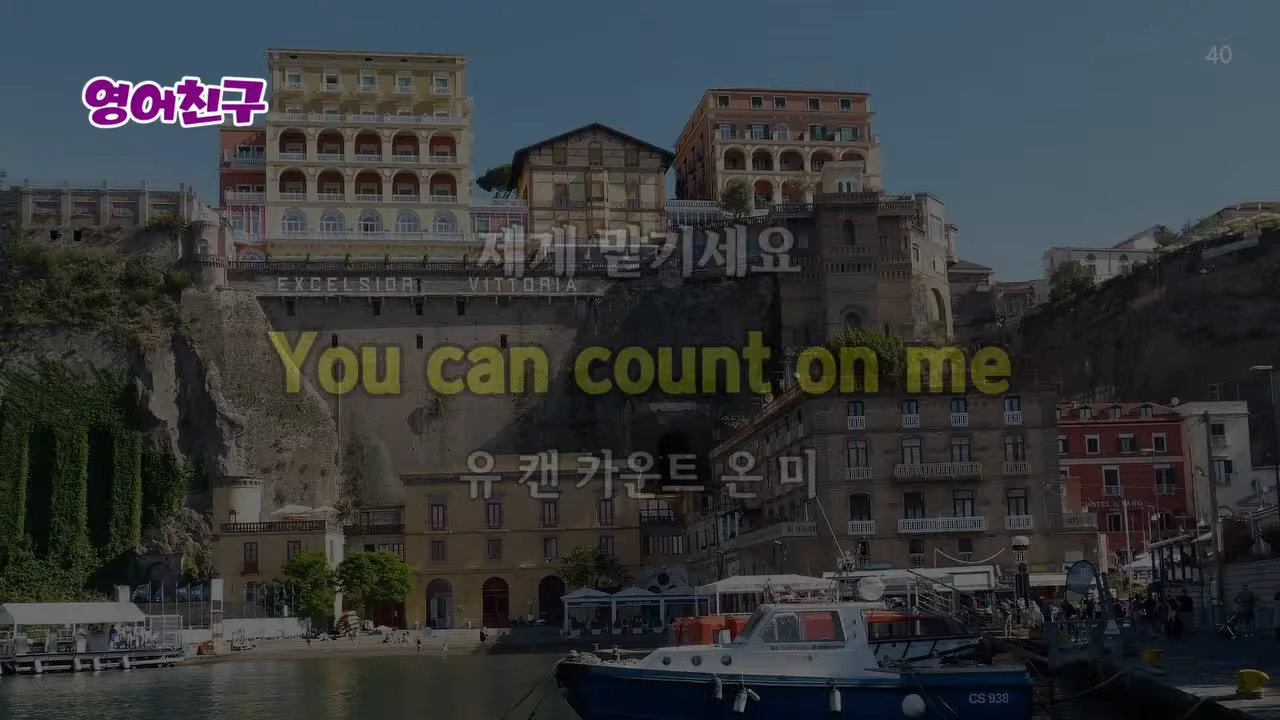 40
영어친구
제게 맡기세요
EXCELSIOR VITTORIA
You can count on me
유 캔 카운트 온 미
CS 938